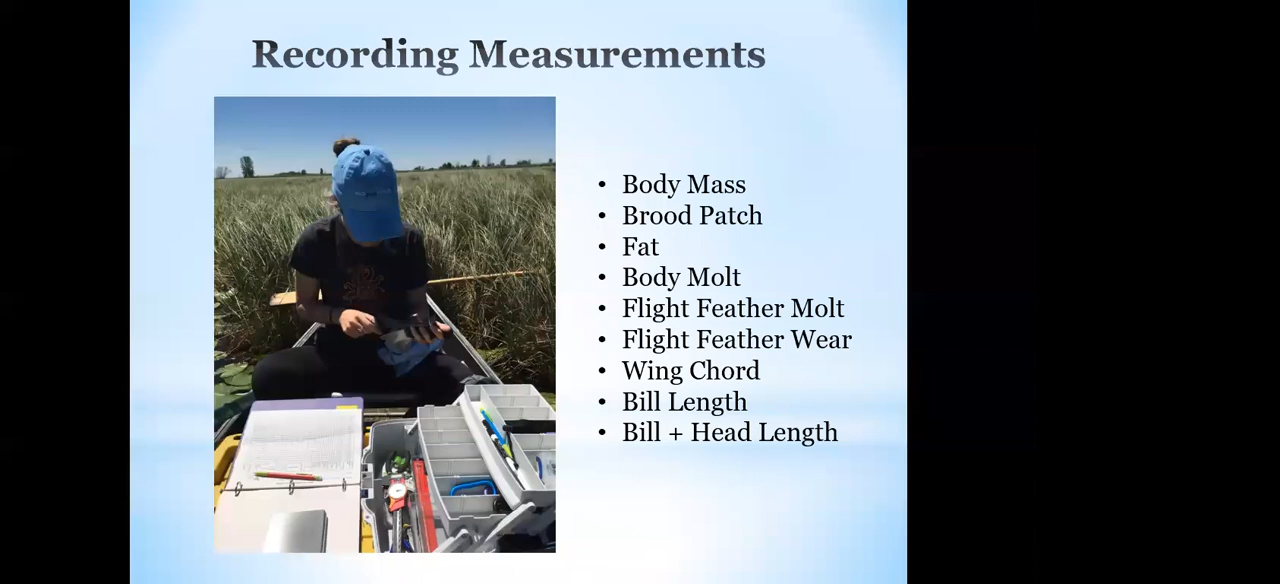 Recording Measurements
• Body Mass
• Brood Patch
• Fat
• Body Molt
• Flight Feather Molt
• Flight Feather Wear
• Wing Chord
• Bill Length
• Bill + Head Length